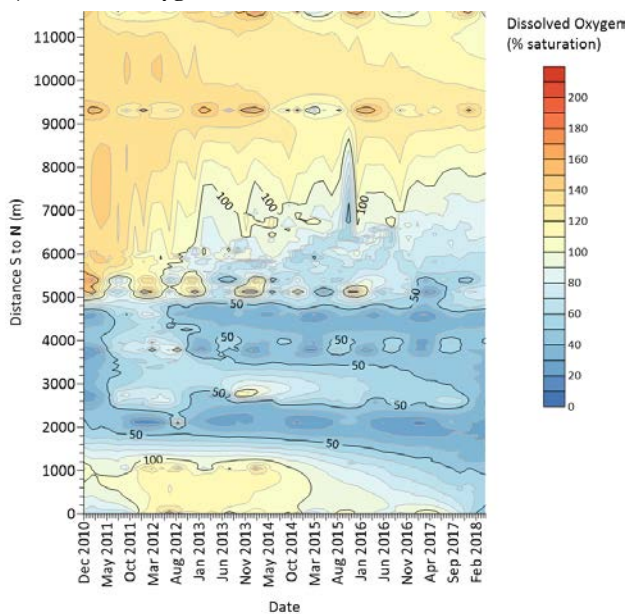 Dissolved Oxygen
(% saturation)
200
180
160
140
120
100
80
60
40
20
0
Distance S to N (m)
11000
10000
9000
8000
7000
6000
5000
4000
3000
2000
1000
0
100
100
100
50
50
50
50
50
50
50
50
50
100
Dec 2010
May 2011
Oct 2011
Mar 2012
Aug 2012
Jan 2013
Jun 2013
Nov 2013
May 2014
Oct 2014
Mar 2015
Aug 2015
Jan 2016
Jun 2016
Nov 2016
Apr 2017
Sep 2017
Feb 2018
Date